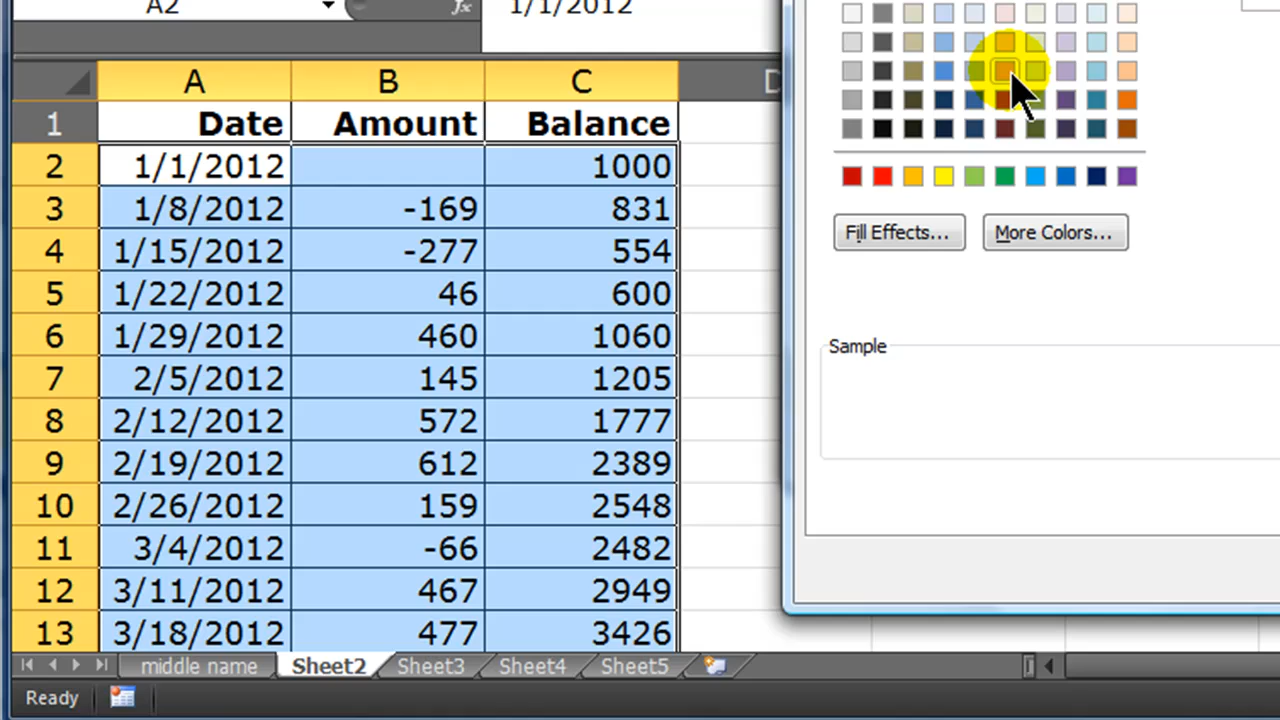 A2 fx 1/1/2012
A B C D
1 Date Amount Balance
2 1/1/2012 1000
3 1/8/2012 -169 831
4 1/15/2012 -277 554
5 1/22/2012 46 600
6 1/29/2012 460 1060
7 2/5/2012 145 1205
8 2/12/2012 572 1777
9 2/19/2012 612 2389
10 2/26/2012 159 2548
11 3/4/2012 -66 2482
12 3/11/2012 467 2949
13 3/18/2012 477 3426
middle name Sheet2 Sheet3 Sheet4 Sheet5
Ready
Fill Effects... More Colors...
Sample